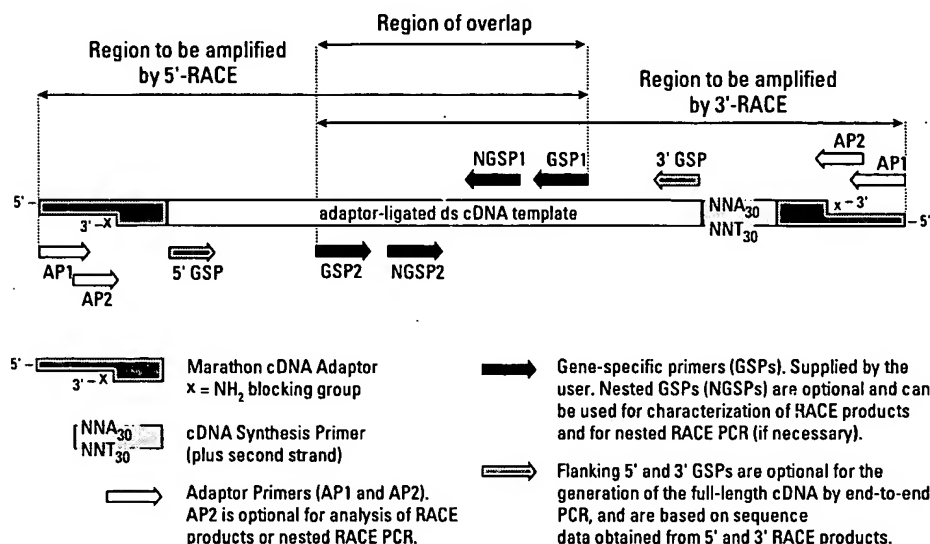 Region of overlap
Region to be amplified
by 5'-RACE
Region to be amplified
by 3'-RACE
AP2
AP1
NGSP1
GSP1
3' GSP
5' -
3' -x
adaptor-ligated ds cDNA template
NNA30
NNT30
x - 3'
- 5'
AP1
AP2
5' GSP
GSP2
NGSP2
5' -
3' -x
Marathon cDNA Adaptor
x = NH2 blocking group
NNA30
NNT30
cDNA Synthesis Primer
(plus second strand)
Adaptor Primers (AP1 and AP2).
AP2 is optional for analysis of RACE
products or nested RACE PCR.
Gene-specific primers (GSPs). Supplied by the
user. Nested GSPs (NGSPs) are optional and can
be used for characterization of RACE products
and for nested RACE PCR (if necessary).
Flanking 5' and 3' GSPs are optional for the
generation of the full-length cDNA by end-to-end
PCR, and are based on sequence
data obtained from 5' and 3' RACE products.